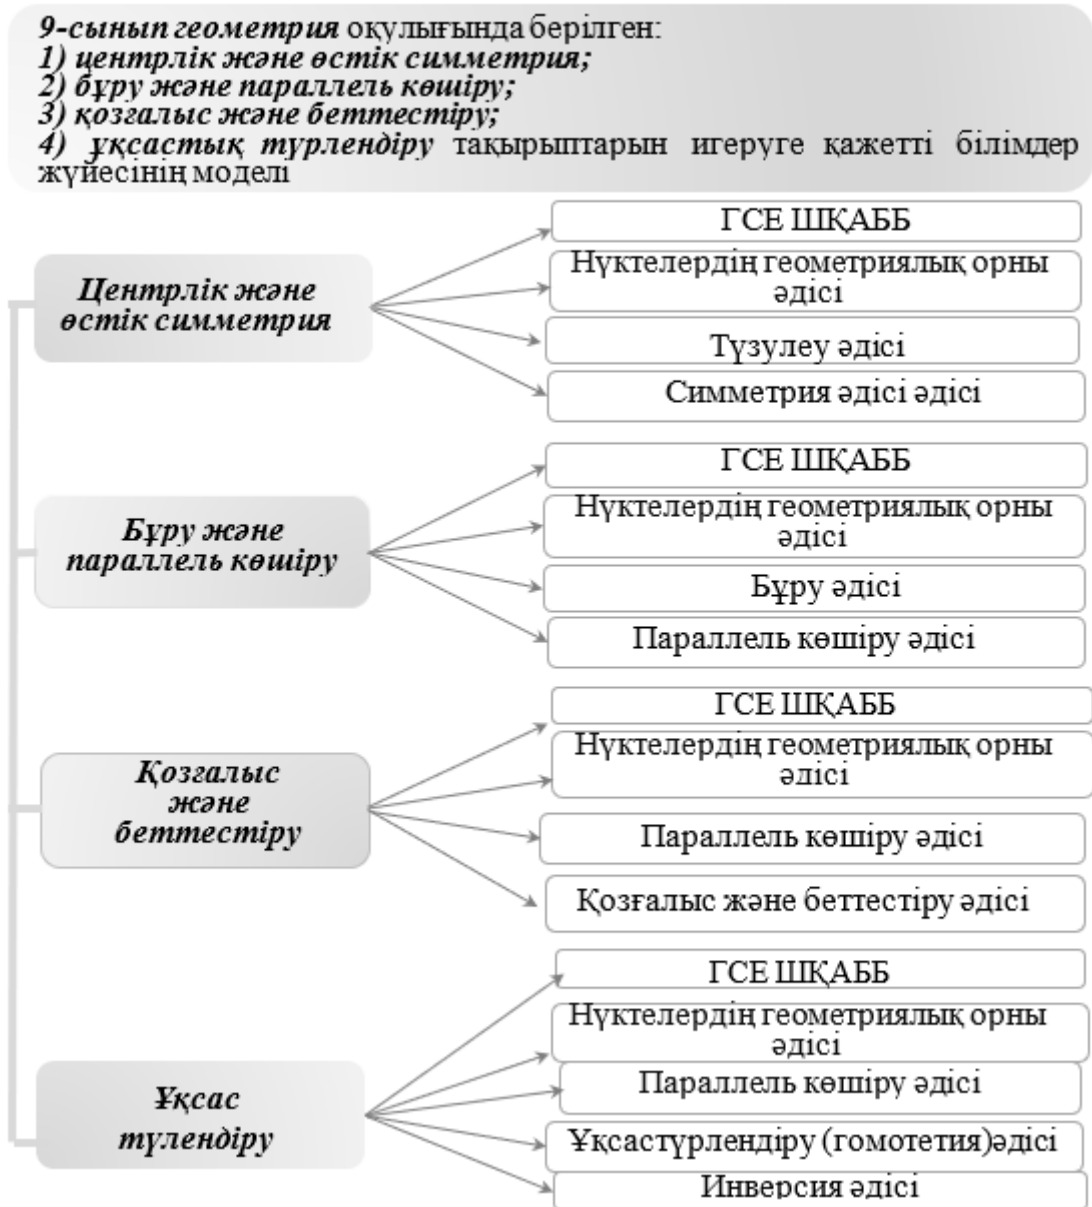 9-сынып геометрия оқулығында берілген:
1) центрлік және өстік симметрия;
2) бұру және параллель көшіру;
3) қозғалыс және беттестіру;
4) ұқсастық түрлендіру тақырыптарын игеруге қажетті білімдер
жүйесінің моделі
Центрлік және
өстік симметрия
ГСЕ ШҚАББ
Нүктелердің геометриялық орны
әдісі
Түзулеу әдісі
Симметрия әдісі әдісі
Бұру және
параллель көшіру
ГСЕ ШҚАББ
Нүктелердің геометриялық орны
әдісі
Бұру әдісі
Параллель көшіру әдісі
Қозғалыс
және
беттестіру
ГСЕ ШҚАББ
Нүктелердің геометриялық орны
әдісі
Параллель көшіру әдісі
Қозғалыс және беттестіру әдісі
Ұқсас
түлендіру
ГСЕ ШҚАББ
Нүктелердің геометриялық орны
әдісі
Параллель көшіру әдісі
Ұқсастүрлендіру (гомотетия)әдісі
Инверсия әдісі